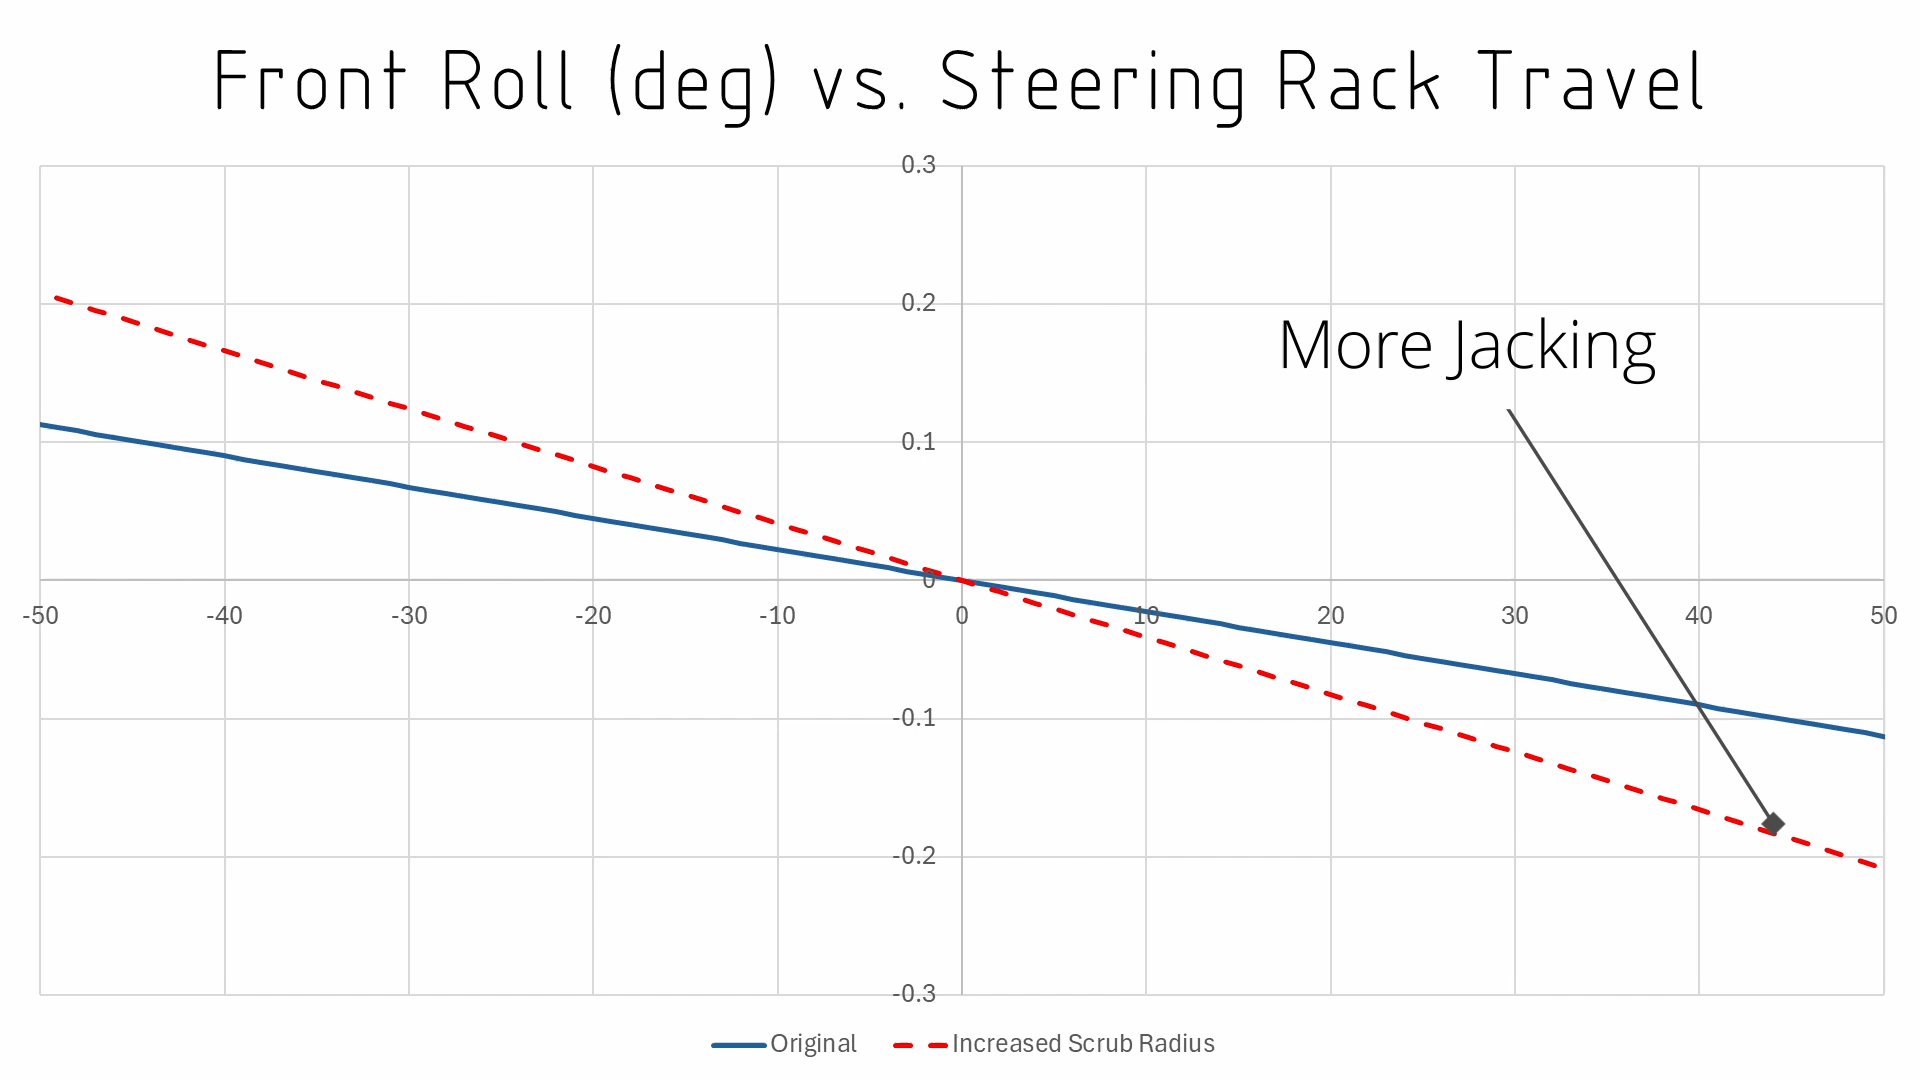 Front Roll (deg) vs. Steering Rack Travel
0.3
0.2
More Jacking
0.1
0
-50 -40 -30 -20 -10 0 10 20 30 40 50
-0.1
-0.2
-0.3
Original Increased Scrub Radius